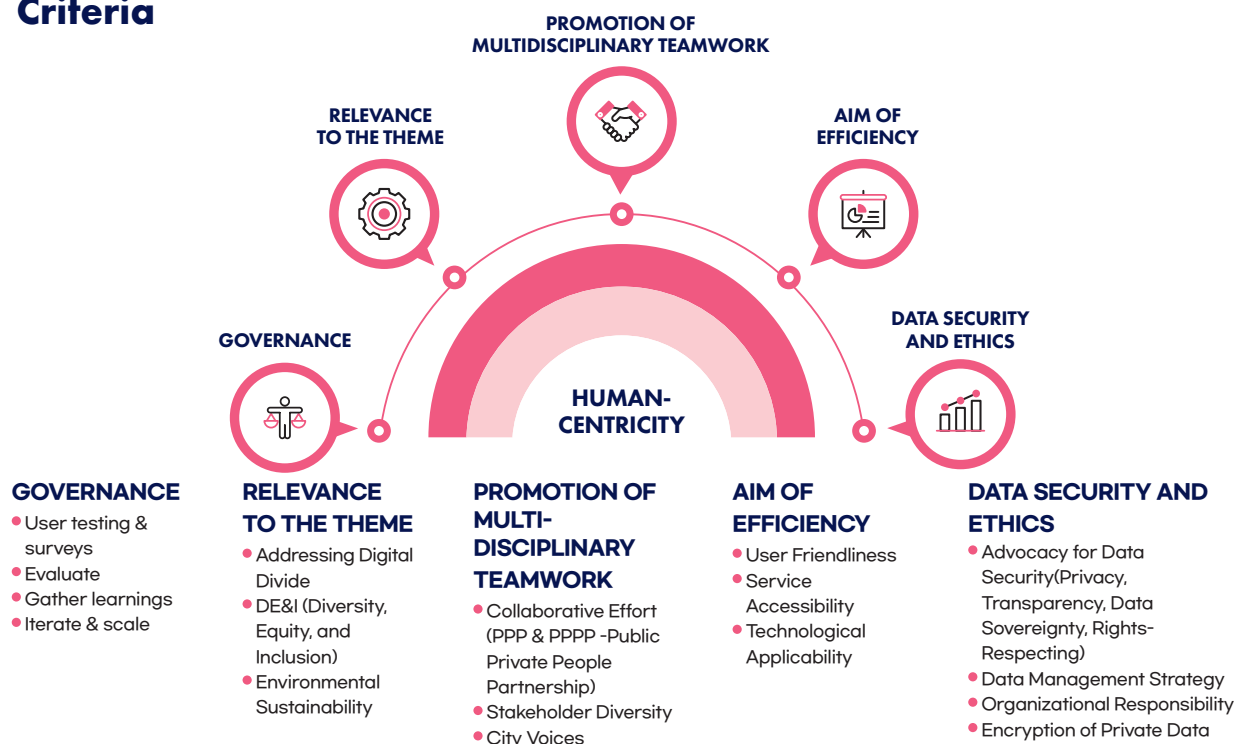 Criteria
PROMOTION OF
MULTIDISCIPLINARY TEAMWORK
RELEVANCE
TO THE THEME
AIM OF
EFFICIENCY
GOVERNANCE
DATA SECURITY
AND ETHICS
HUMAN-
CENTRICITY
GOVERNANCE
• User testing &
surveys
• Evaluate
• Gather learnings
• Iterate & scale
RELEVANCE
TO THE THEME
• Addressing Digital
Divide
• DE&I (Diversity,
Equity, and
Inclusion)
• Environmental
Sustainability
PROMOTION OF
MULTI-
DISCIPLINARY
TEAMWORK
• Collaborative Effort
(PPP & PPPP -Public
Private People
Partnership)
• Stakeholder Diversity
• City Voices
AIM OF
EFFICIENCY
• User Friendliness
• Service
Accessibility
• Technological
Applicability
DATA SECURITY AND
ETHICS
• Advocacy for Data
Security(Privacy,
Transparency, Data
Sovereignty, Rights-
Respecting)
• Data Management Strategy
• Organizational Responsibility
• Encryption of Private Data